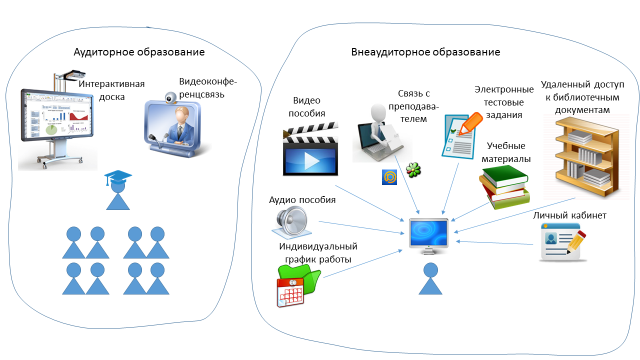 Аудиторное образование
Интерактивная
доска
Видеоконфе-
ренцсвязь
Внеаудиторное образование
Видео
пособия
Связь с
преподава-
телем
Электронные
тестовые
задания
Удаленный доступ
к библиотечным
документам
Учебные
материалы
Аудио пособия
Личный кабинет
Индивидуальный
график работы